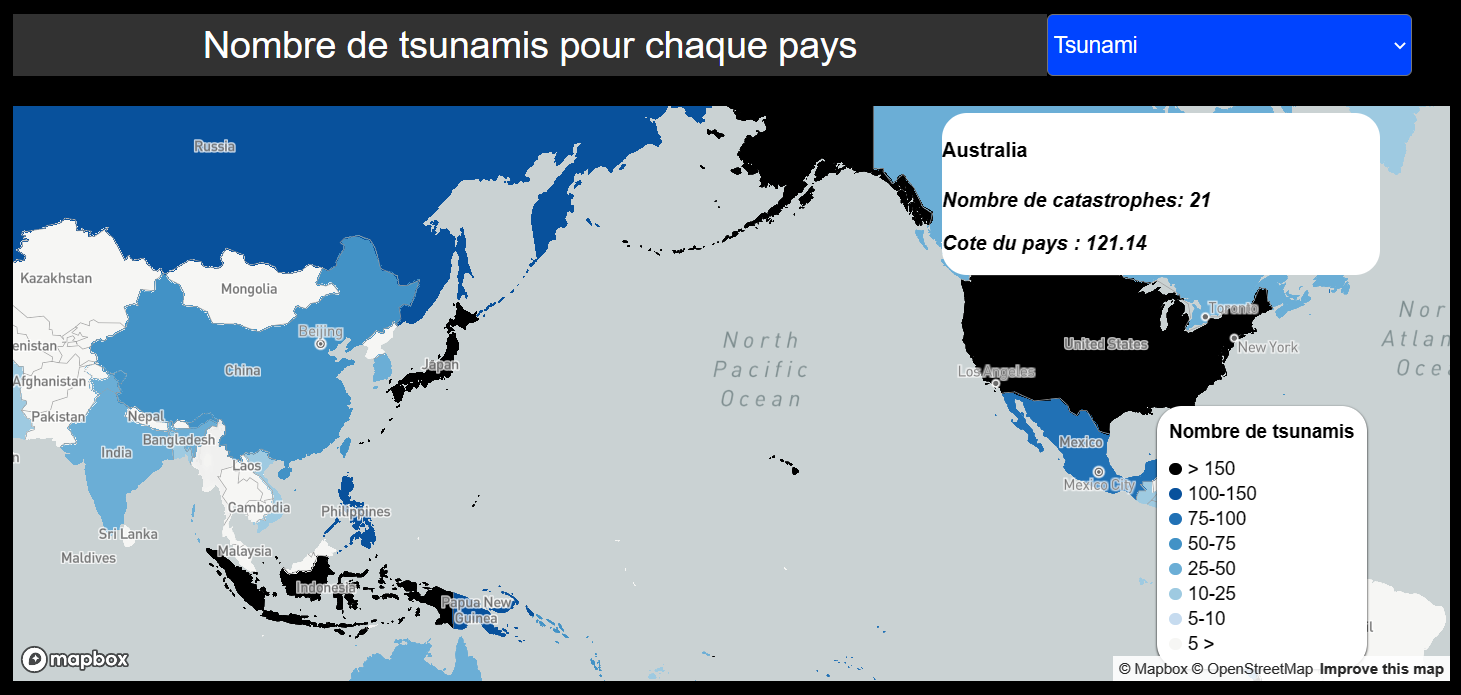 Nombre de tsunamis pour chaque pays
Tsunami
Russia
Australia
Nombre de catastrophes: 21
Cote du pays : 121.14
Kazakhstan
Mongolia
Beijing
enistan
China
Japan
Afghanistan
Pakistan
Nepal
Bangladesh
India
Laos
Cambodia
Philippines
Sri Lanka
Maldives
Malaysia
Indonesia
Papua New
Guinea
North
Pacific
Ocean
Toronto
United States
New York
Los Angeles
Mexico
Mexico City
Nor
Atlan
Oce
Nombre de tsunamis
> 150
100-150
75-100
50-75
25-50
10-25
5-10
5 >
il
mapbox
© Mapbox © OpenStreetMap Improve this map